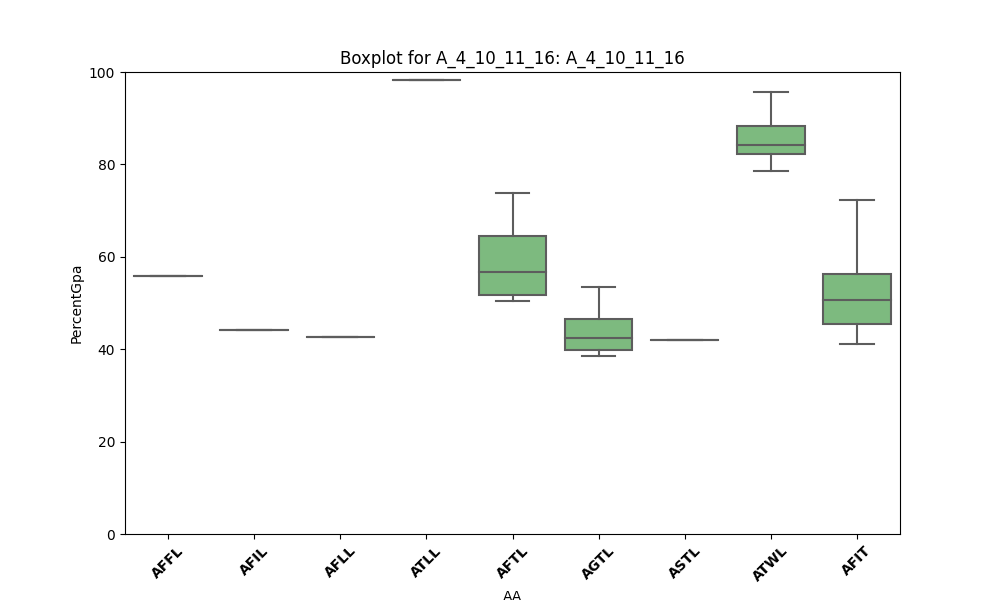 Boxplot for A_4_10_11_16: A_4_10_11_16
100
80
60
40
20
0
PercentGpa
AFFL
AFIL
AFLL
ATLL
AFTL
AGTL
ASTL
ATWL
AFIT
AA